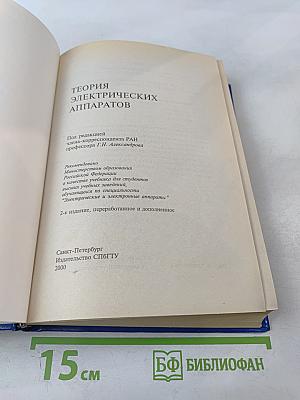 ТЕОРИЯ
ЭЛЕКТРИЧЕСКИХ
АППАРАТОВ
Под редакцией
члена-корреспондента РАН
профессора Г.Н. Александрова
Рекомендовано
Министерством образования
Российской Федерации
в качестве учебника для студентов
высших учебных заведений,
обучающихся по специальности
"Электрические и электронные аппараты"
2-е издание, переработанное и дополненное
Санкт-Петербург
Издательство СПбГТУ
2000
15 см
БФ БИБЛИОФАН